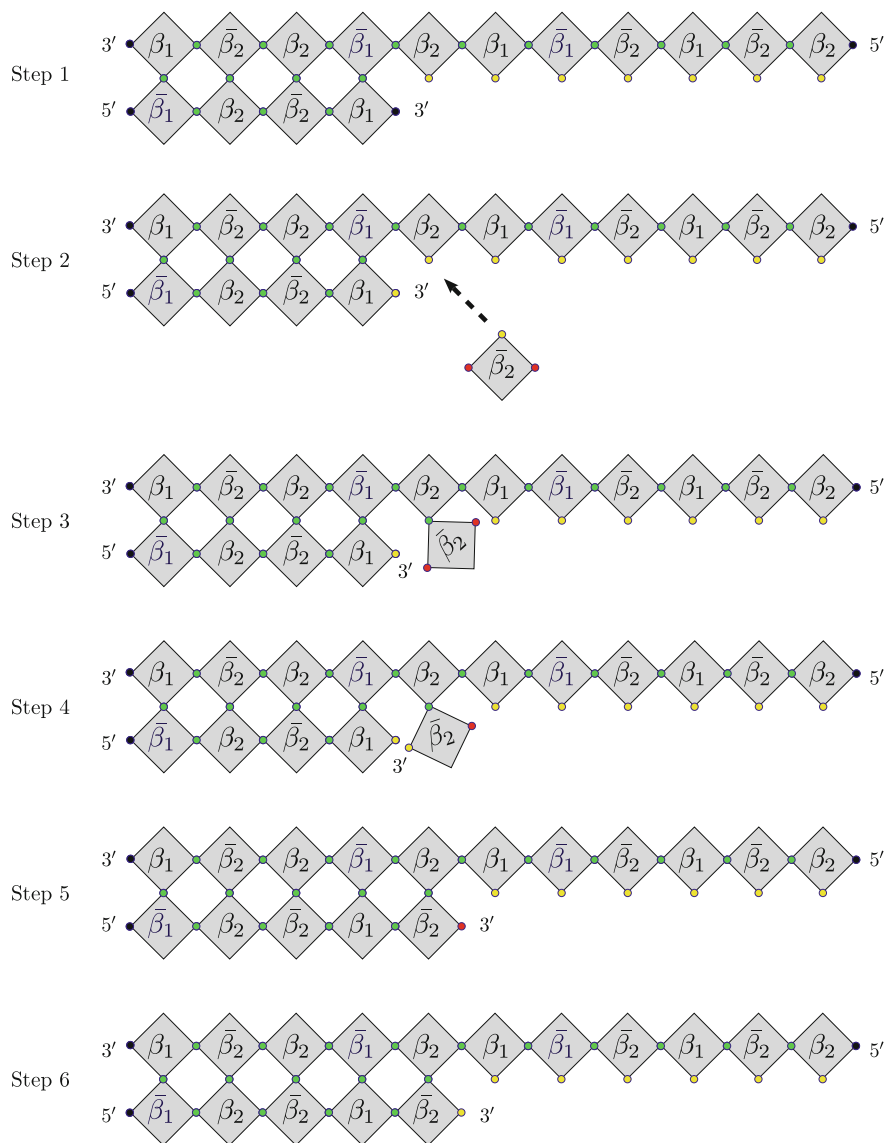 3′ β₁ β̄₂ β₂ β̄₁ β₂ β₁ β̄₁ β̄₂ β₁ β̄₂ β₂ 5′
Step 1
5′ β̄₁ β₂ β̄₂ β₁ 3′
3′ β₁ β̄₂ β₂ β̄₁ β₂ β₁ β̄₁ β̄₂ β₁ β̄₂ β₂ 5′
Step 2
5′ β̄₁ β₂ β̄₂ β₁ 3′
β̄₂
3′ β₁ β̄₂ β₂ β̄₁ β₂ β₁ β̄₁ β̄₂ β₁ β̄₂ β₂ 5′
Step 3
5′ β̄₁ β₂ β̄₂ β₁ 3′ β̄₂
3′ β₁ β̄₂ β₂ β̄₁ β₂ β₁ β̄₁ β̄₂ β₁ β̄₂ β₂ 5′
Step 4
5′ β̄₁ β₂ β̄₂ β₁ 3′ β̄₂
3′ β₁ β̄₂ β₂ β̄₁ β₂ β₁ β̄₁ β̄₂ β₁ β̄₂ β₂ 5′
Step 5
5′ β̄₁ β₂ β̄₂ β₁ β̄₂ 3′
3′ β₁ β̄₂ β₂ β̄₁ β₂ β₁ β̄₁ β̄₂ β₁ β̄₂ β₂ 5′
Step 6
5′ β̄₁ β₂ β̄₂ β₁ β̄₂ 3′